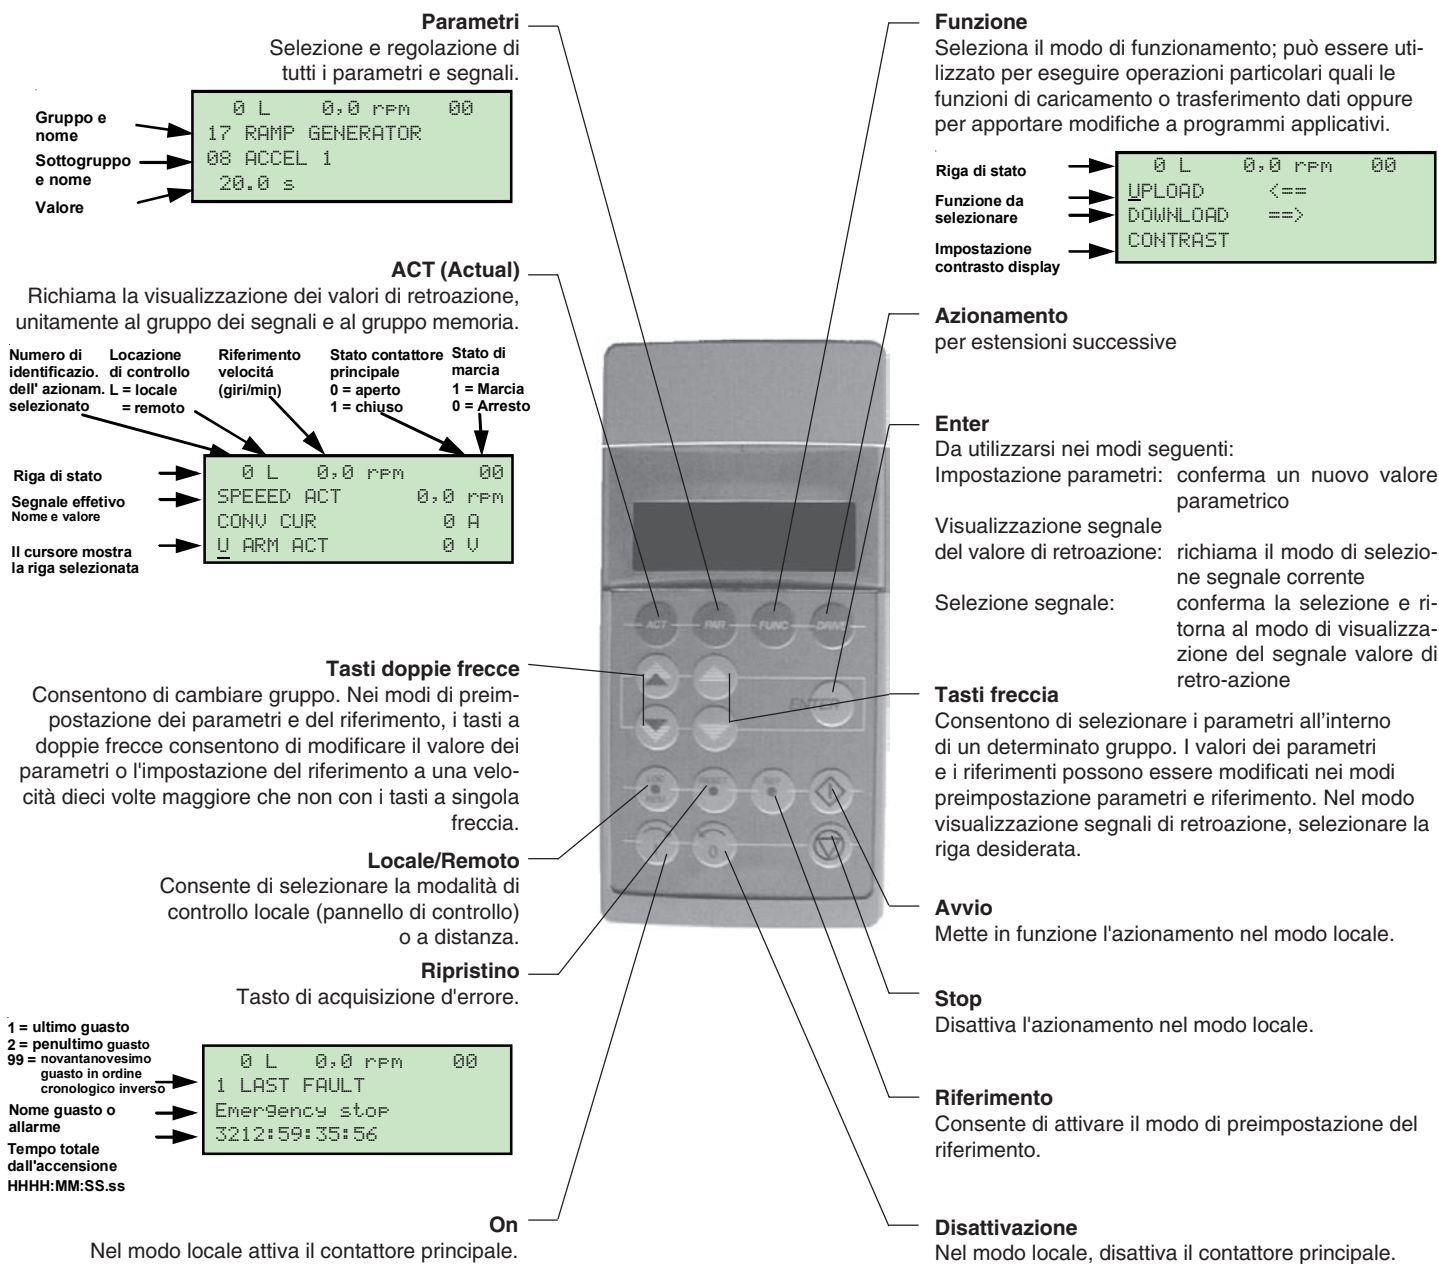 Parametri
Selezione e regolazione di
tutti i parametri e segnali.
Gruppo e
nome
Sottogruppo
e nome
Valore
0 L 0,0 rpm 00
17 RAMP GENERATOR
08 ACCEL 1
20.0 s
ACT (Actual)
Richiama la visualizzazione dei valori di retroazione,
unitamente al gruppo dei segnali e al gruppo memoria.
Numero di
identificazio.
dell' azionam.
selezionato
Locazione
di controllo
L = locale
= remoto
Riferimento
velocitá
(giri/min)
Stato contattore
principale
0 = aperto
1 = chiuso
Stato di
marcia
1 = Marcia
0 = Arresto
Riga di stato
Segnale effetivo
Nome e valore
Il cursore mostra
la riga selezionata
0 L 0,0 rpm 00
SPEEED ACT 0,0 rpm
CONV CUR 0 A
U ARM ACT 0 V
Tasti doppie frecce
Consentono di cambiare gruppo. Nei modi di preim-
postazione dei parametri e del riferimento, i tasti a
doppie frecce consentono di modificare il valore dei
parametri o l'impostazione del riferimento a una velo-
cità dieci volte maggiore che non con i tasti a singola
freccia.
Locale/Remoto
Consente di selezionare la modalità di
controllo locale (pannello di controllo)
o a distanza.
Ripristino
Tasto di acquisizione d'errore.
1 = ultimo guasto
2 = penultimo guasto
99 = novantanovesimo
guasto in ordine
cronologico inverso
Nome guasto o
allarme
Tempo totale
dall'accensione
HHHH:MM:SS.ss
0 L 0,0 rpm 00
1 LAST FAULT
Emergency stop
3212:59:35:56
On
Nel modo locale attiva il contattore principale.
ACT
PAR
FUNC
DRIVE
ENTER
LOC
RESET
REF
0
Funzione
Seleziona il modo di funzionamento; può essere uti-
lizzato per eseguire operazioni particolari quali le
funzioni di caricamento o trasferimento dati oppure
per apportare modifiche a programmi applicativi.
Riga di stato
Funzione da
selezionare
Impostazione
contrasto display
0 L 0,0 rpm 00
UPLOAD <==
DOWNLOAD ==>
CONTRAST
Azionamento
per estensioni successive
Enter
Da utilizzarsi nei modi seguenti:
Impostazione parametri: conferma un nuovo valore
parametrico
Visualizzazione segnale
del valore di retroazione: richiama il modo di selezio-
ne segnale corrente
Selezione segnale: conferma la selezione e ri-
torna al modo di visualizza-
zione del segnale valore di
retro-azione
Tasti freccia
Consentono di selezionare i parametri all'interno
di un determinato gruppo. I valori dei parametri
e i riferimenti possono essere modificati nei modi
preimpostazione parametri e riferimento. Nel modo
visualizzazione segnali di retroazione, selezionare la
riga desiderata.
Avvio
Mette in funzione l'azionamento nel modo locale.
Stop
Disattiva l'azionamento nel modo locale.
Riferimento
Consente di attivare il modo di preimpostazione del
riferimento.
Disattivazione
Nel modo locale, disattiva il contattore principale.